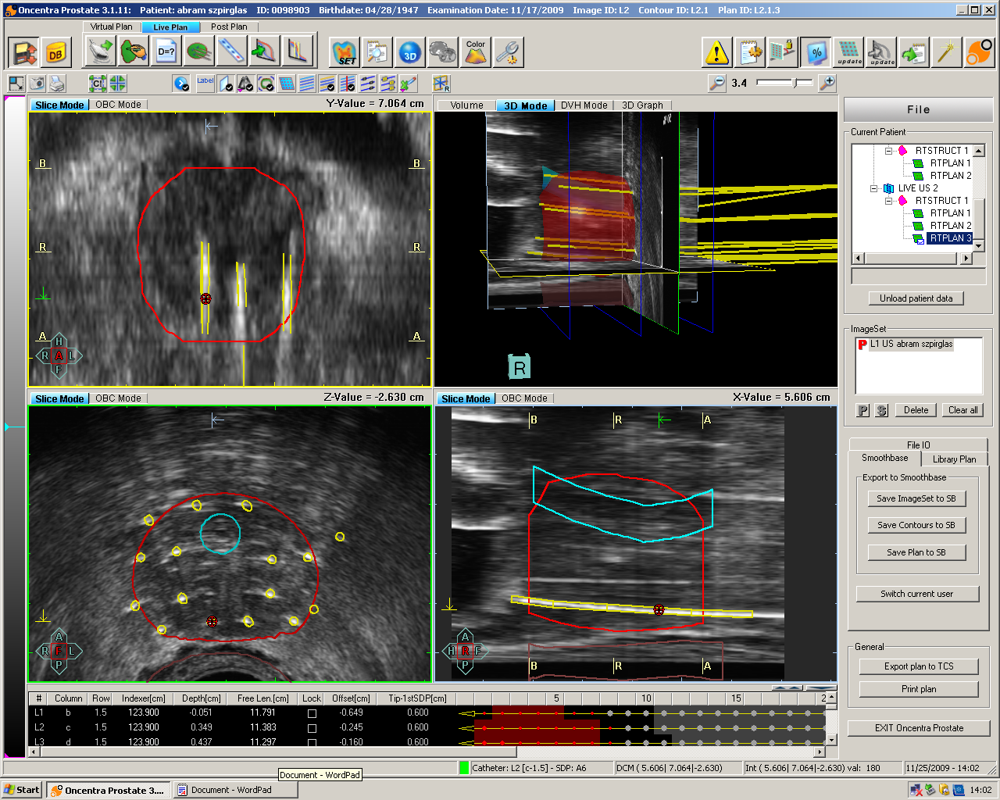 Oncentra Prostate 3.1.11: Patient: abram szpirglas ID: 0098903 Birthdate: 04/28/1947 Examination Date: 11/17/2009 Image ID: L2 Contour ID: L2.1 Plan ID: L2.1.3
Virtual Plan Live Plan Post Plan
DB D=? SET 3D Color % update update
C! Label R 3.4
Slice Mode OBC Mode Y-Value = 7.064 cm
Volume 3D Mode DVH Mode 3D Graph
File
Current Patient
RTSTRUCT 1
RTPLAN 1
RTPLAN 2
LIVE US 2
RTSTRUCT 1
RTPLAN 1
RTPLAN 2
RTPLAN 3
Unload patient data
B B
R R
A A
H
R A L
F
R
ImageSet
P L1 US abram szpirglas
P S Delete Clear all
Slice Mode OBC Mode Z-Value = -2.630 cm
Slice Mode OBC Mode X-Value = 5.606 cm
B R A
A
R F L
P
A
H R F
P
B R A
File IO
Smoothbase Library Plan
Export to Smoothbase
Save ImageSet to SB
Save Contours to SB
Save Plan to SB
Switch current user
General
Export plan to TCS
Print plan
EXIT Oncentra Prostate
# Column Row Indexer[cm] Depth[cm] Free Len.[cm] Lock Offset[cm] Tip-1stSDP[cm] 5 10 15 2
L1 b 1.5 123.900 -0.051 11.791 -0.649 0.600
L2 c 1.5 123.900 0.349 11.383 -0.245 0.600
L3 d 1.5 123.900 0.437 11.297 -0.160 0.600
Catheter: L2 [c-1.5] - SDP: A6 DCM ( 5.606| 7.064|-2.630) Int ( 5.606| 7.064|-2.630) val: 180 11/25/2009 - 14:02
Document - WordPad
Start Oncentra Prostate 3.... Document - WordPad 14:02